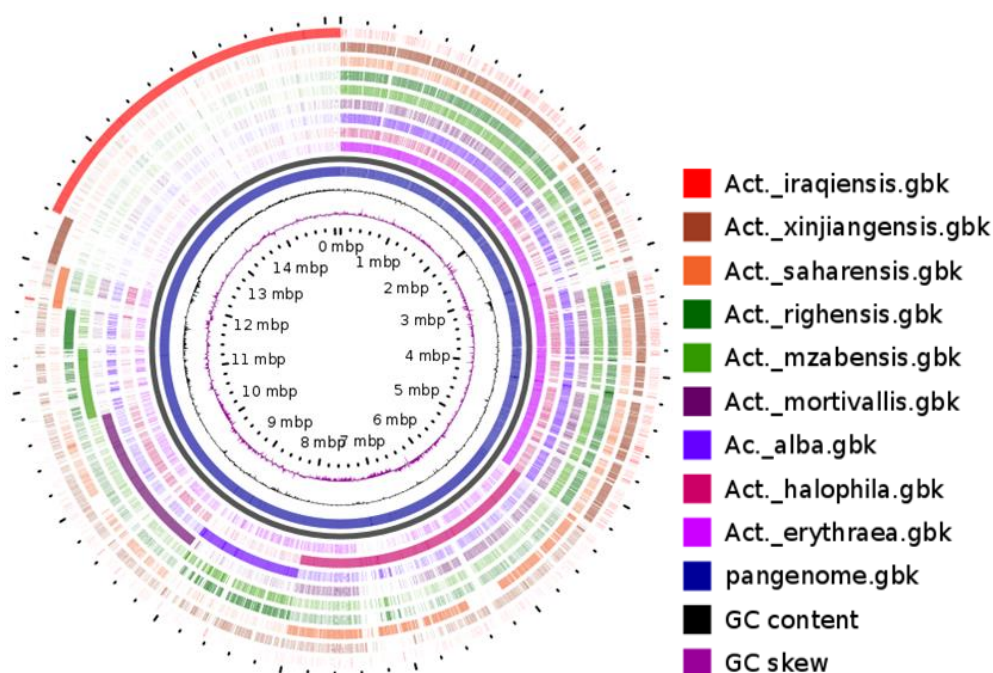 0 mbp
1 mbp
2 mbp
3 mbp
4 mbp
5 mbp
6 mbp
7 mbp
8 mbp
9 mbp
10 mbp
11 mbp
12 mbp
13 mbp
14 mbp
Act._iraqiensis.gbk
Act._xinjiangensis.gbk
Act._saharensis.gbk
Act._righensis.gbk
Act._mzabensis.gbk
Act._mortivallis.gbk
Ac._alba.gbk
Act._halophila.gbk
Act._erythraea.gbk
pangenome.gbk
GC content
GC skew